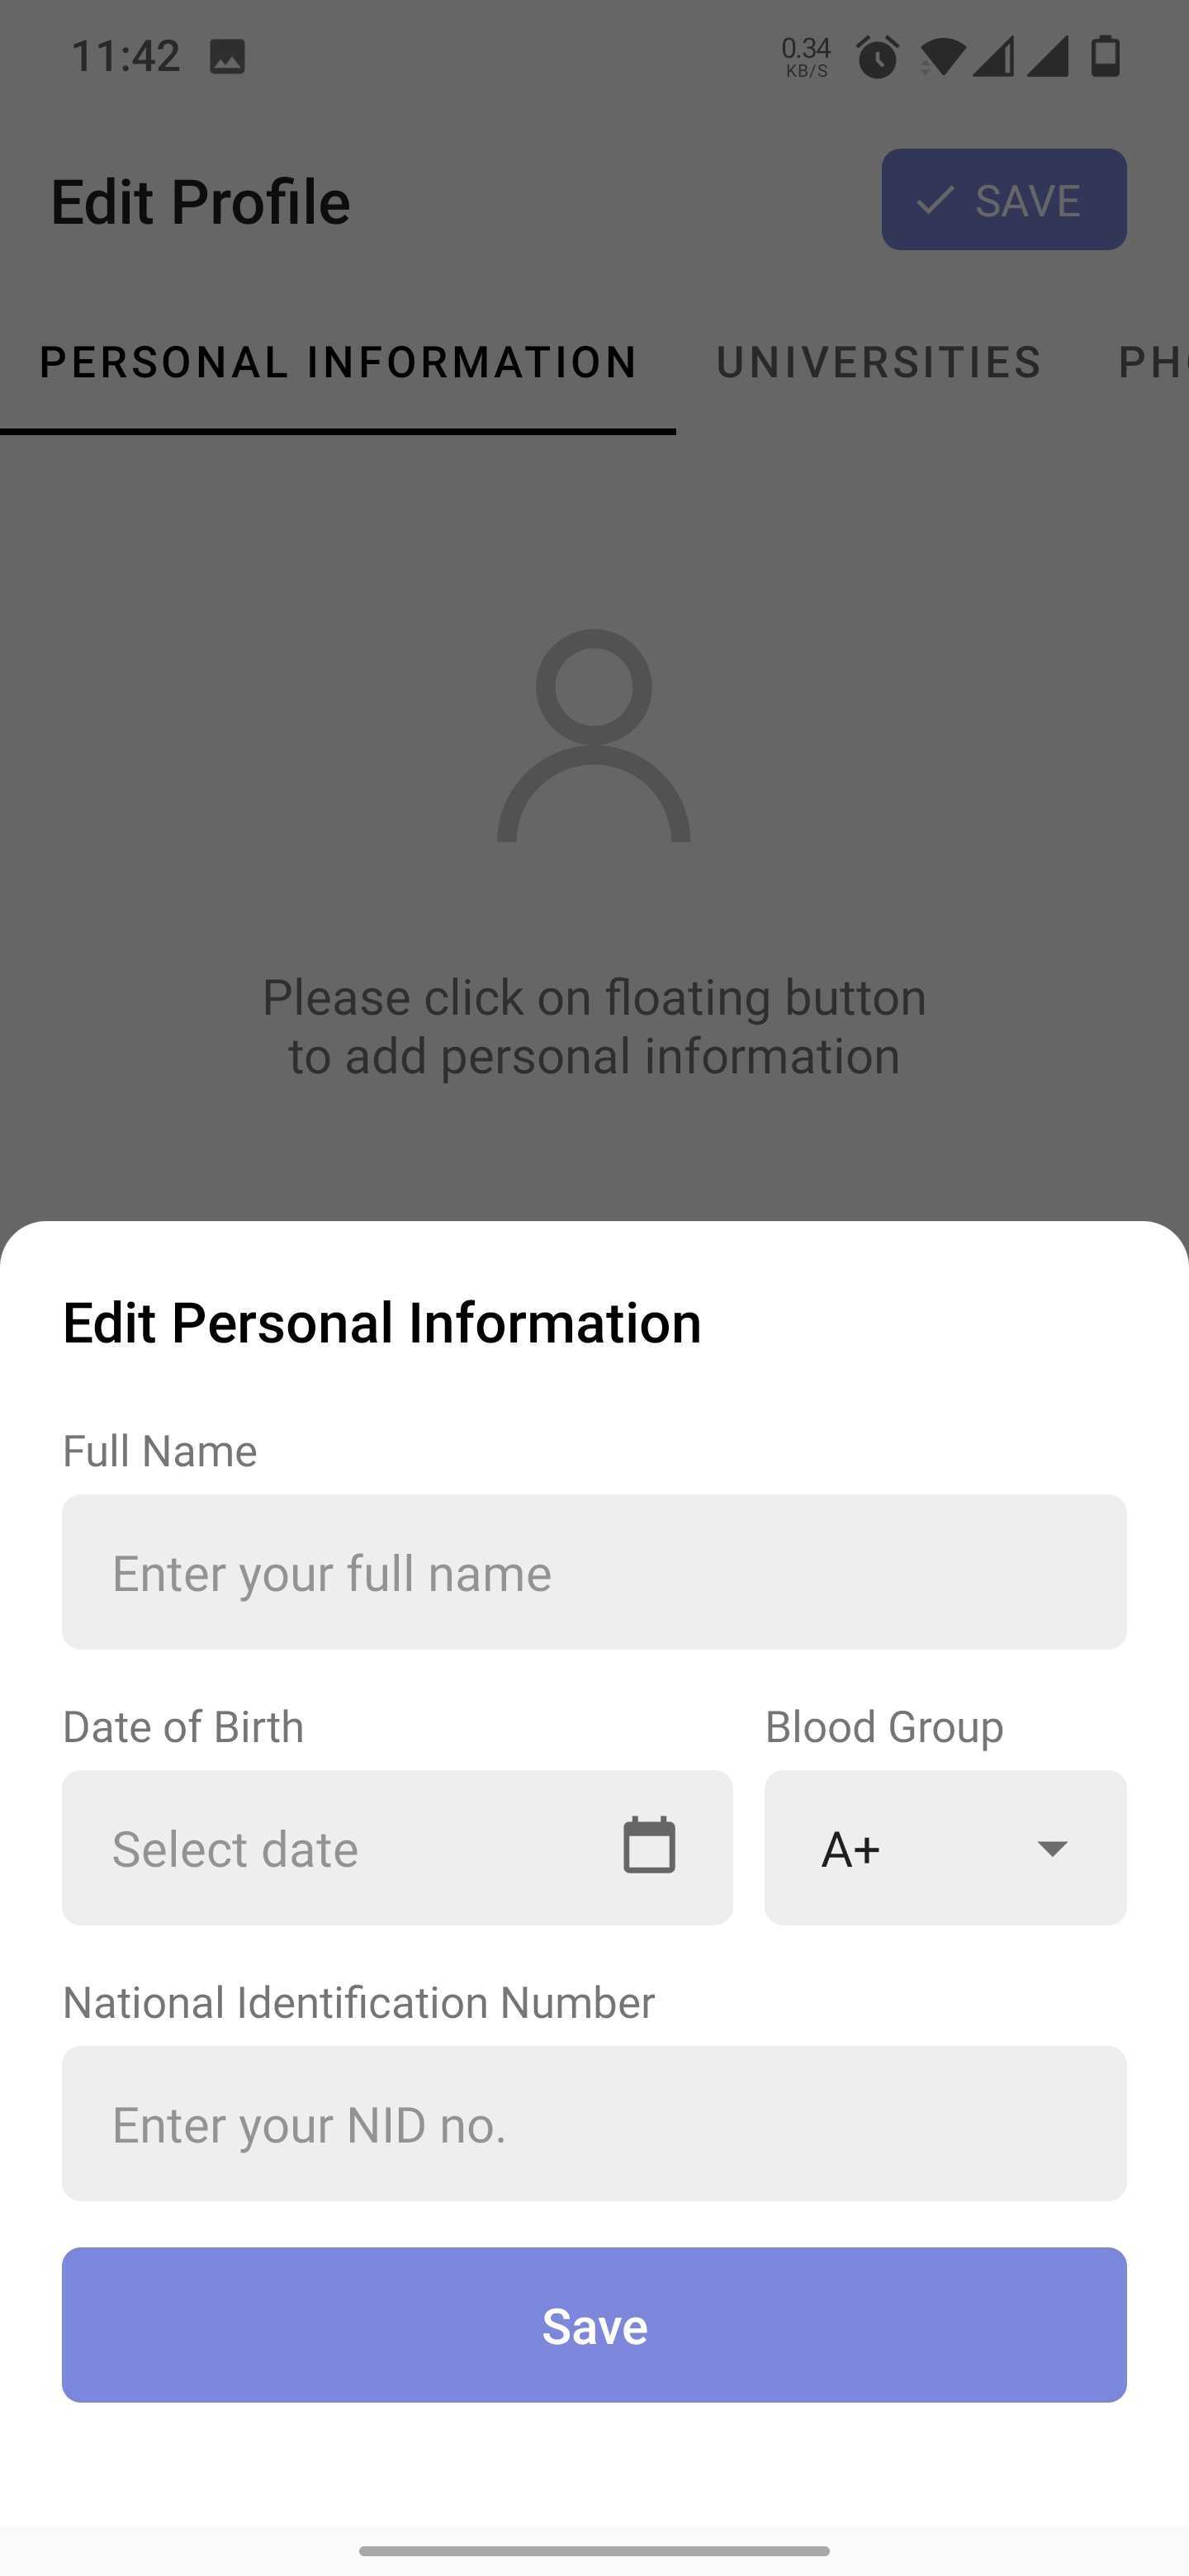 11:42
0.34
KB/S
Edit Profile
SAVE
PERSONAL INFORMATION
UNIVERSITIES
Please click on floating button
to add personal information
Edit Personal Information
Full Name
Enter your full name
Date of Birth
Blood Group
Select date
A+
National Identification Number
Enter your NID no.
Save